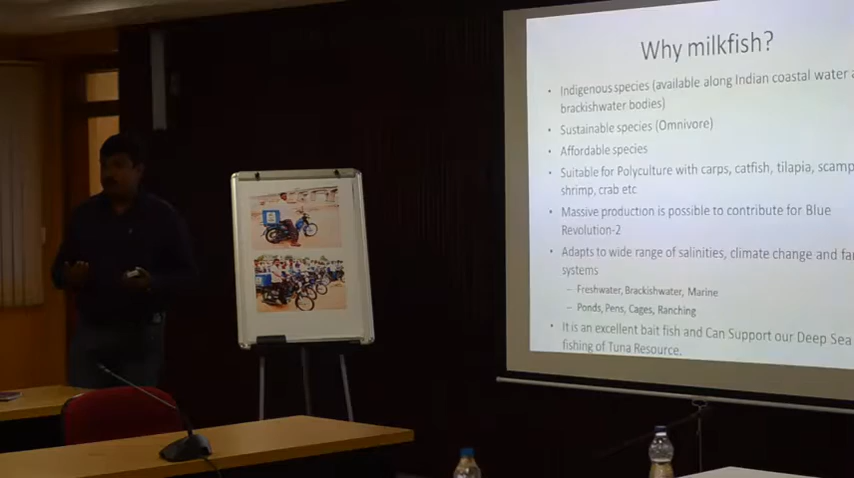 Why milkfish?
• Indigenous species (available along Indian coastal water
brackishwater bodies)
• Sustainable species (Omnivore)
• Affordable species
• Suitable for Polyculture with carps, catfish, tilapia, scamp
shrimp, crab etc
• Massive production is possible to contribute for Blue
Revolution-2
• Adapts to wide range of salinities, climate change and fa
systems
– Freshwater, Brackishwater, Marine
– Ponds, Pens, Cages, Ranching
• It is an excellent bait fish and Can Support our Deep Sea
fishing of Tuna Resource.